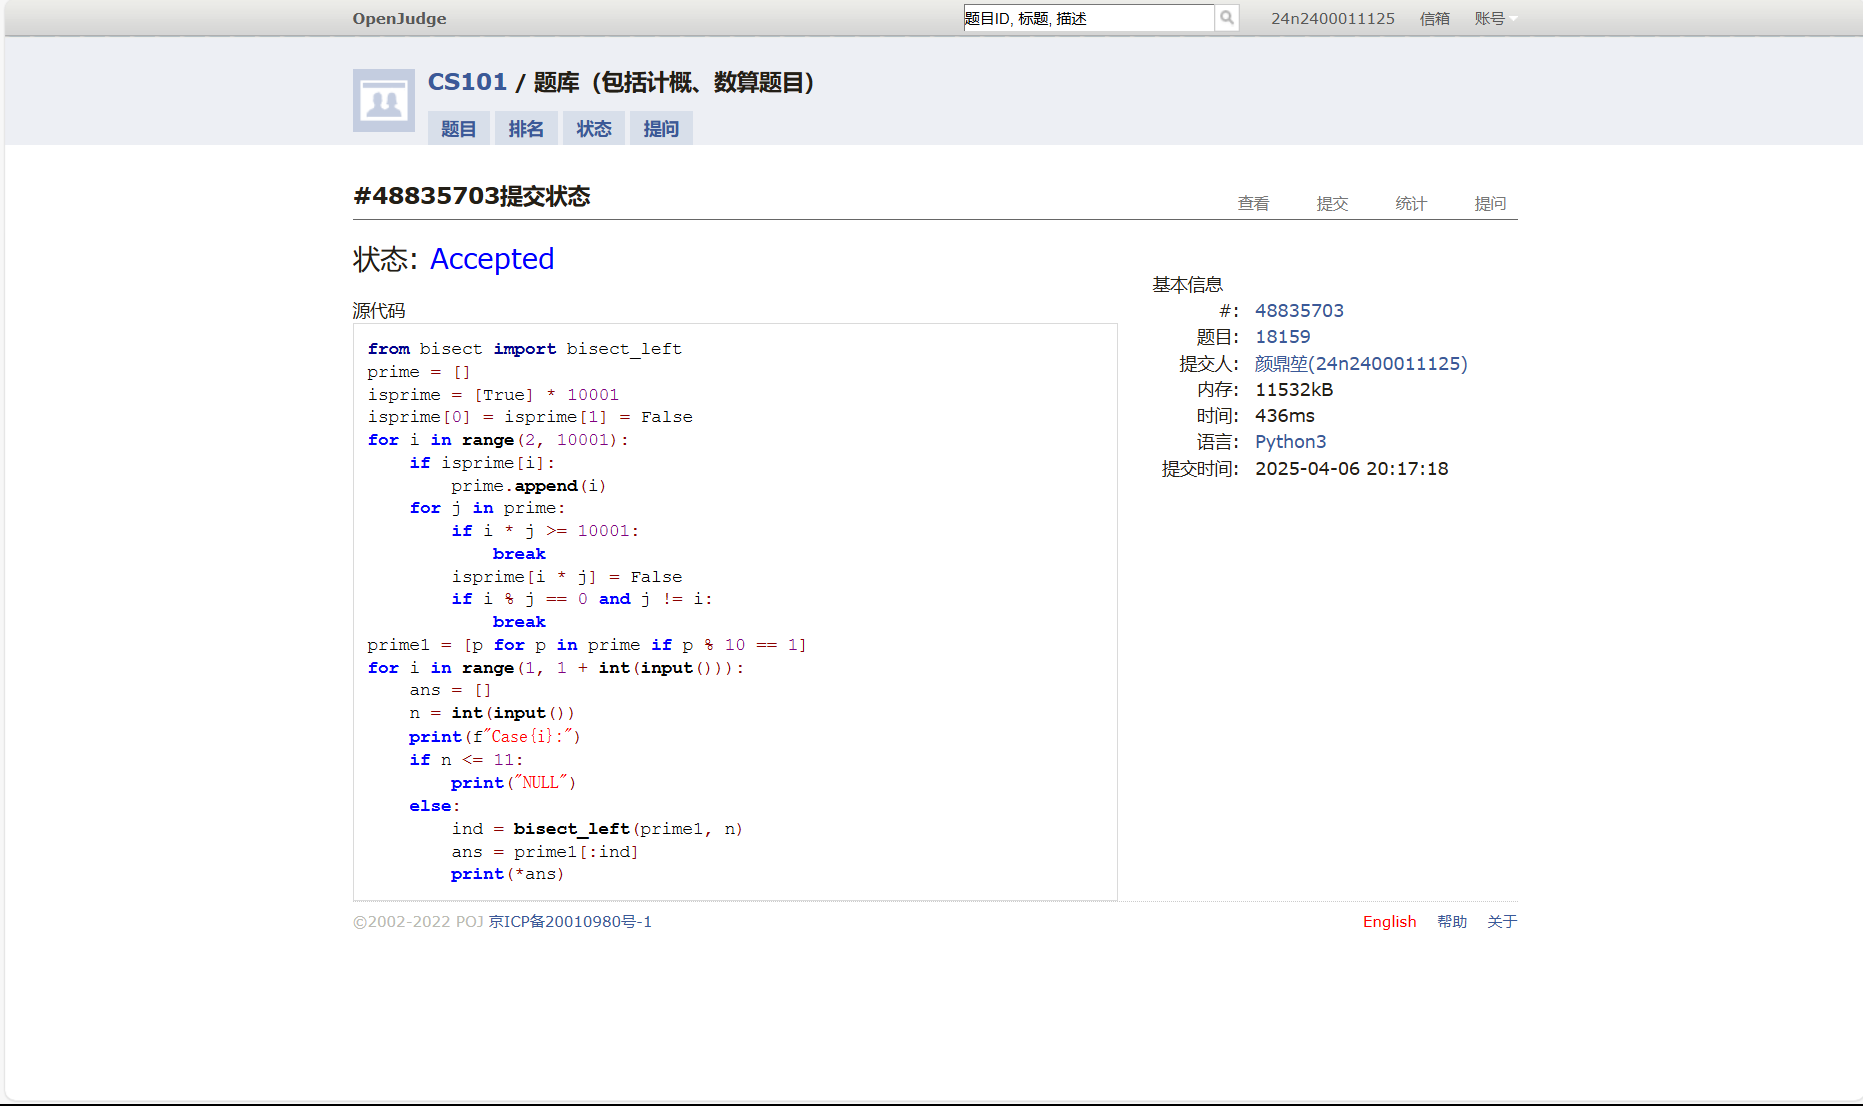 OpenJudge
题目ID, 标题, 描述
24n2400011125 信箱 账号
CS101 / 题库（包括计概、数算题目）
题目 排名 状态 提问
#48835703提交状态
查看 提交 统计 提问
状态: Accepted
源代码
from bisect import bisect_left
prime = []
isprime = [True] * 10001
isprime[0] = isprime[1] = False
for i in range(2, 10001):
    if isprime[i]:
        prime.append(i)
    for j in prime:
        if i * j >= 10001:
            break
        isprime[i * j] = False
        if i % j == 0 and j != i:
            break
prime1 = [p for p in prime if p % 10 == 1]
for i in range(1, 1 + int(input())):
    ans = []
    n = int(input())
    print(f"Case{i}:")
    if n <= 11:
        print("NULL")
    else:
        ind = bisect_left(prime1, n)
        ans = prime1[:ind]
        print(*ans)
基本信息
#: 48835703
题目: 18159
提交人: 颜鼎堃(24n2400011125)
内存: 11532kB
时间: 436ms
语言: Python3
提交时间: 2025-04-06 20:17:18
©2002-2022 POJ 京ICP备20010980号-1
English 帮助 关于